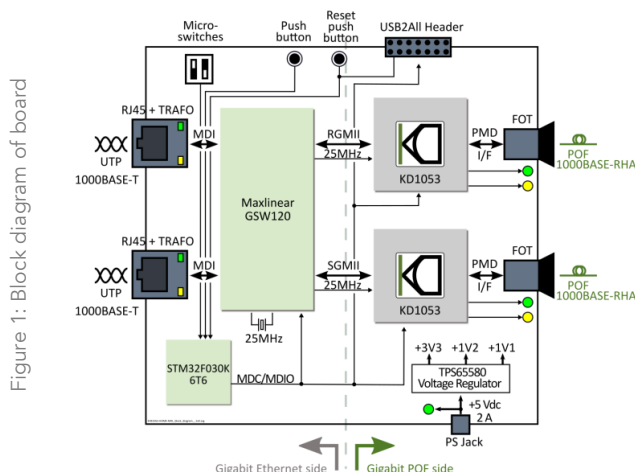 Figure 1: Block diagram of board
Micro-
switches
Push
button
Reset
push
button
USB2All Header
RJ45 + TRAFO
UTP
1000BASE-T
MDI
Maxlinear
GSW120
RGMII
25MHz
KD1053
PMD
I/F
FOT
POF
1000BASE-RHA
RJ45 + TRAFO
UTP
1000BASE-T
MDI
SGMII
25MHz
KD1053
PMD
I/F
FOT
POF
1000BASE-RHA
25MHz
STM32F030K
6T6
MDC/MDIO
+3V3
+1V2
+1V1
TPS65580
Voltage Regulator
+5 Vdc
2 A
PS Jack
Gigabit Ethernet side
Gigabit POF side